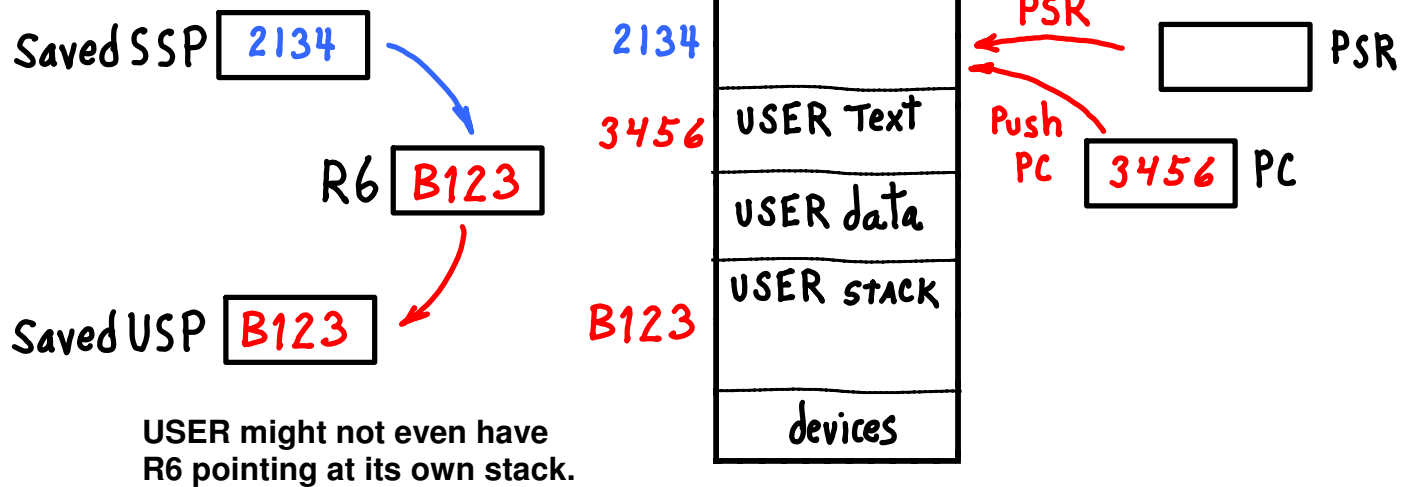 Saved SSP 2134
R6 B123
Saved USP B123
USER might not even have
R6 pointing at its own stack.
2134
3456
B123
USER Text
USER data
USER STACK
devices
PSR
PSR
Push
PC
3456 PC